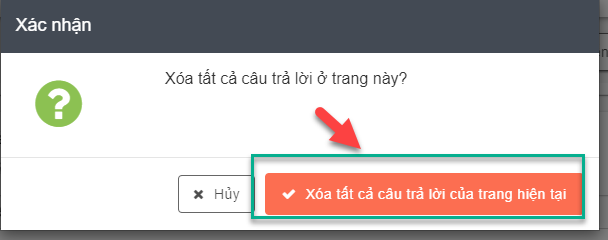 Xác nhận
Xóa tất cả câu trả lời ở trang này?
Hủy
Xóa tất cả câu trả lời của trang hiện tại